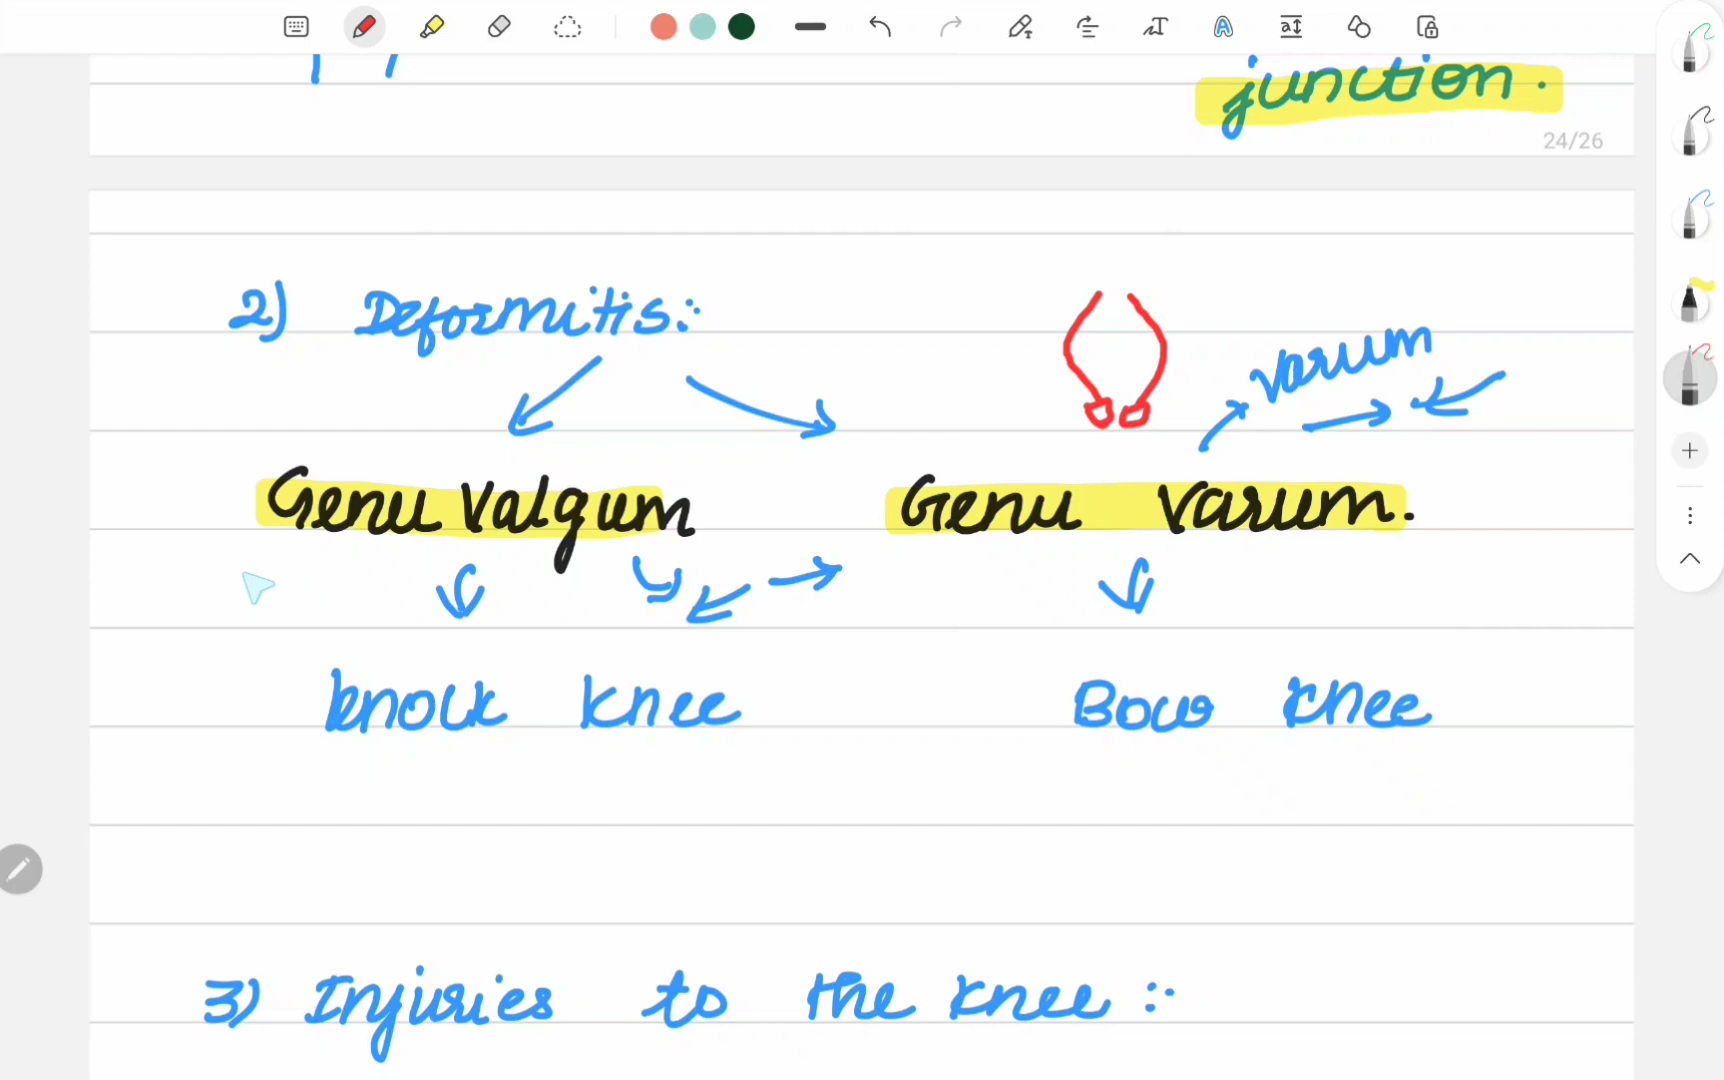 junction.
24/26
2) Deformitis:-
varum
Genu Valgum Genu Varum.
knock knee Bow knee
3) Injuries to the knee :-